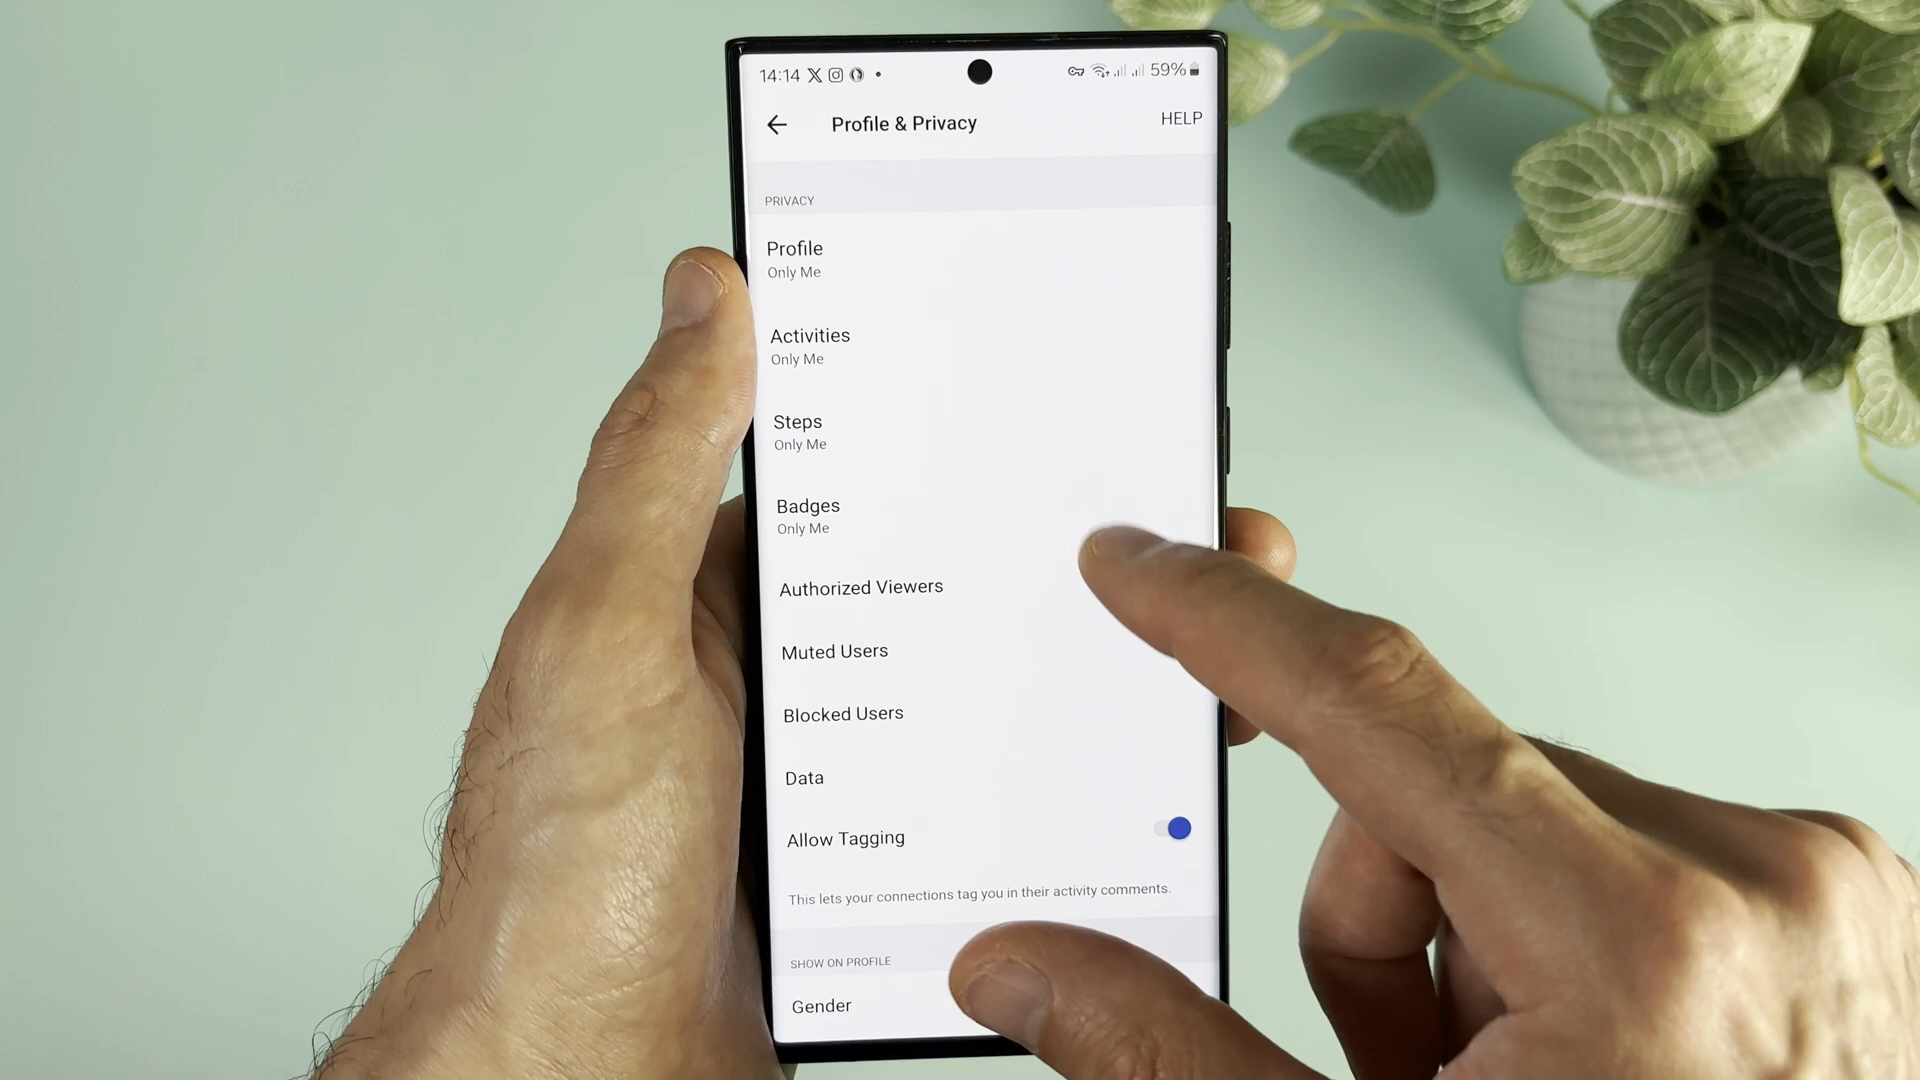 14:14 59%
Profile & Privacy
HELP
PRIVACY
Profile
Only Me
Activities
Only Me
Steps
Only Me
Badges
Only Me
Authorized Viewers
Muted Users
Blocked Users
Data
Allow Tagging
This lets your connections tag you in their activity comments.
SHOW ON PROFILE
Gender